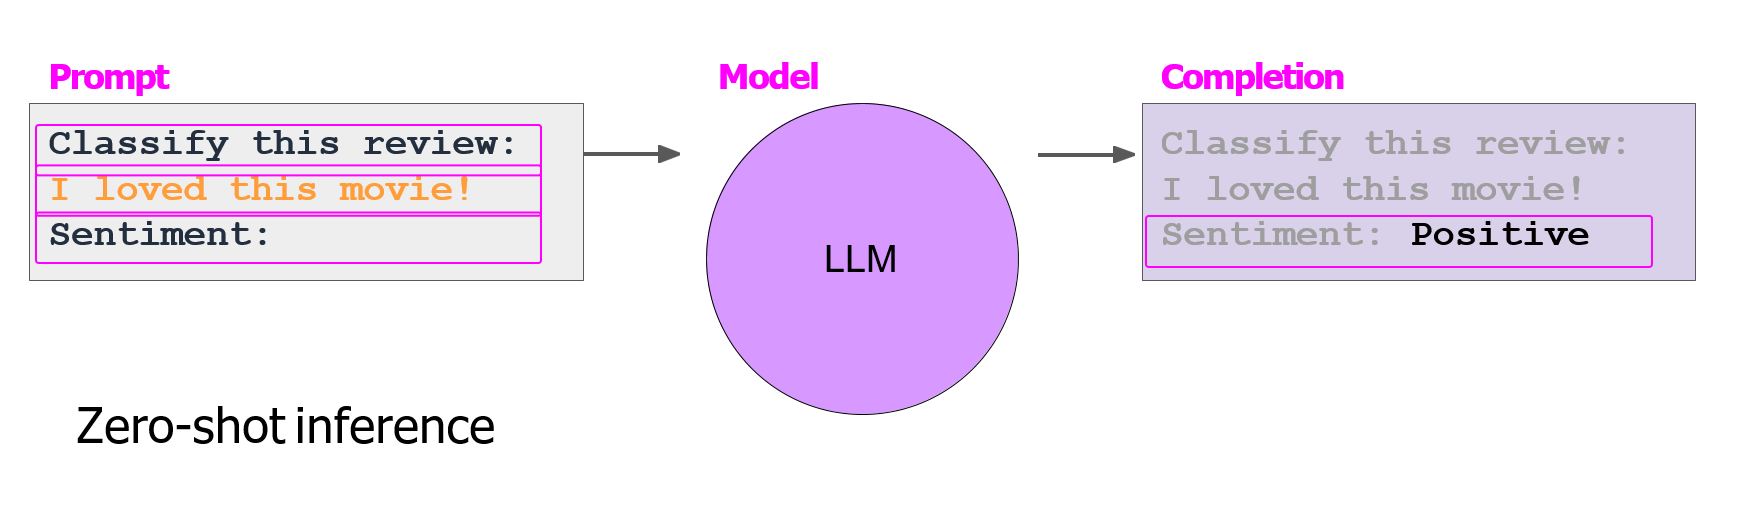 Prompt
Classify this review:
I loved this movie!
Sentiment:
Model
LLM
Completion
Classify this review:
I loved this movie!
Sentiment: Positive
Zero-shot inference